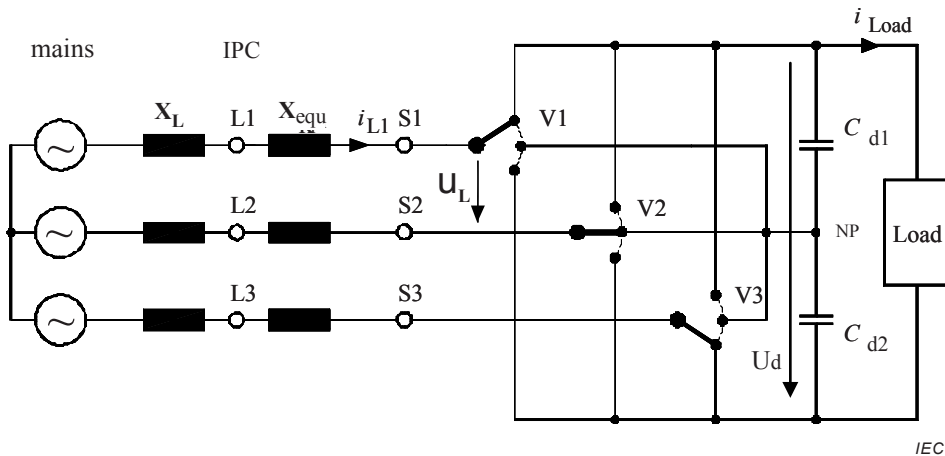 i Load
mains
IPC
X L
L1
X equ
i L1
S1
V1
C d1
u L
L2
S2
V2
NP
Load
L3
S3
V3
U d
C d2
IEC